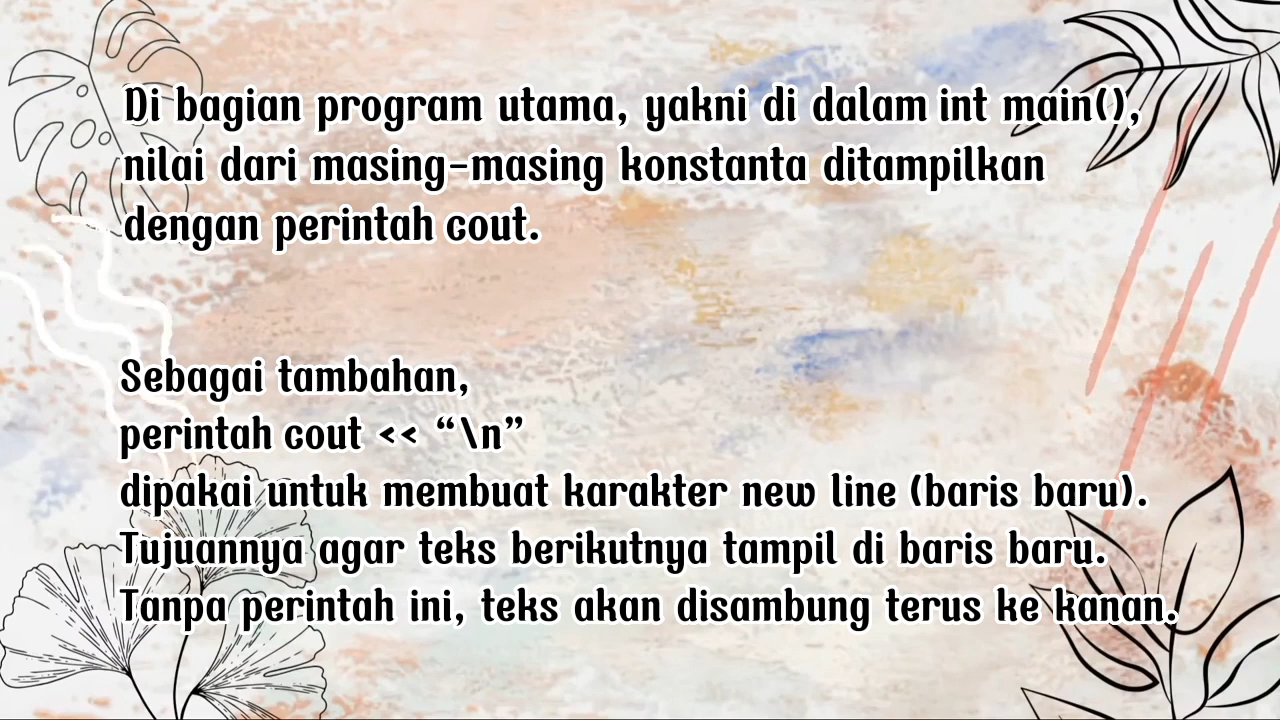 Di bagian program utama, yakni di dalam int main(),
nilai dari masing-masing konstanta ditampilkan
dengan perintah cout.
Sebagai tambahan,
perintah cout << “\n”
dipakai untuk membuat karakter new line (baris baru).
Tujuannya agar teks berikutnya tampil di baris baru.
Tanpa perintah ini, teks akan disambung terus ke kanan.